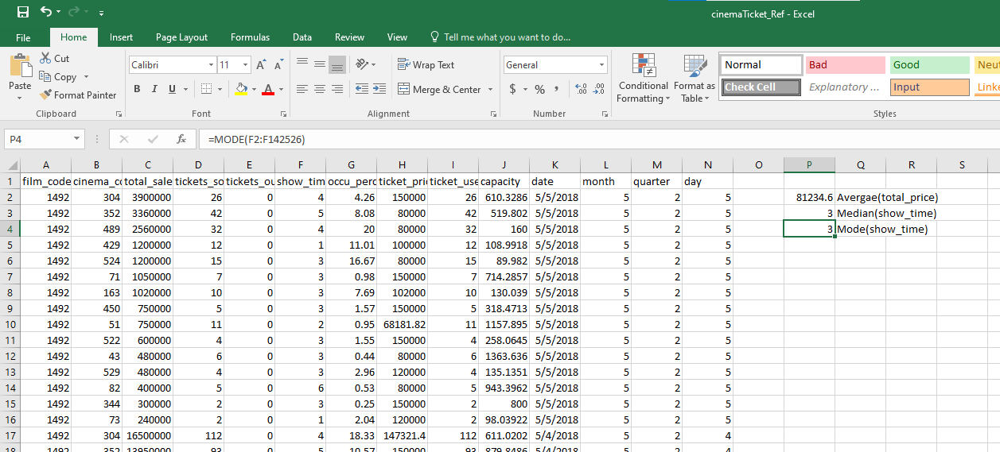 cinemaTicket_Ref - Excel
File Home Insert Page Layout Formulas Data Review View Tell me what you want to do...
Paste
Cut
Copy
Format Painter
Clipboard
Calibri 11
B I U
Font
Wrap Text
Merge & Center
Alignment
General
$ % ,
Number
Conditional Formatting
Format as Table
Normal Bad Good Neut
Check Cell Explanatory ... Input Linke
Styles
P4 fx =MODE(F2:F142526)
A B C D E F G H I J K L M N O P Q R S
1 film_code cinema_co total_sale tickets_so tickets_ou show_tim occu_perc ticket_pri ticket_use capacity date month quarter day
2 1492 304 3900000 26 0 4 4.26 150000 26 610.3286 5/5/2018 5 2 5 81234.6 Avergae(total_price)
3 1492 352 3360000 42 0 5 8.08 80000 42 519.802 5/5/2018 5 2 5 3 Median(show_time)
4 1492 489 2560000 32 0 4 20 80000 32 160 5/5/2018 5 2 5 3 Mode(show_time)
5 1492 429 1200000 12 0 1 11.01 100000 12 108.9918 5/5/2018 5 2 5
6 1492 524 1200000 15 0 3 16.67 80000 15 89.982 5/5/2018 5 2 5
7 1492 71 1050000 7 0 3 0.98 150000 7 714.2857 5/5/2018 5 2 5
8 1492 163 1020000 10 0 3 7.69 102000 10 130.039 5/5/2018 5 2 5
9 1492 450 750000 5 0 3 1.57 150000 5 318.4713 5/5/2018 5 2 5
10 1492 51 750000 11 0 2 0.95 68181.82 11 1157.895 5/5/2018 5 2 5
11 1492 522 600000 4 0 3 1.55 150000 4 258.0645 5/5/2018 5 2 5
12 1492 43 480000 6 0 3 0.44 80000 6 1363.636 5/5/2018 5 2 5
13 1492 529 480000 4 0 3 2.96 120000 4 135.1351 5/5/2018 5 2 5
14 1492 82 400000 5 0 6 0.53 80000 5 943.3962 5/5/2018 5 2 5
15 1492 344 300000 2 0 3 0.25 150000 2 800 5/5/2018 5 2 5
16 1492 73 240000 2 0 1 2.04 120000 2 98.03922 5/5/2018 5 2 5
17 1492 304 16500000 112 0 4 18.33 147321.4 112 611.0202 5/4/2018 5 2 4
18 1492 352 13950000 93 0 5 10.57 150000 93 879.8486 5/4/2018 5 2 4